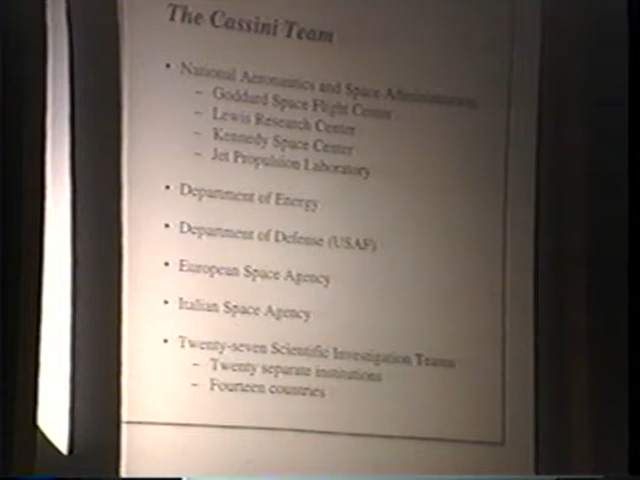 The Cassini Team
• National Aeronautics and Space Administration
– Goddard Space Flight Center
– Lewis Research Center
– Kennedy Space Center
– Jet Propulsion Laboratory
• Department of Energy
• Department of Defense (USAF)
• European Space Agency
• Italian Space Agency
• Twenty-seven Scientific Investigation Teams
– Twenty separate institutions
– Fourteen countries